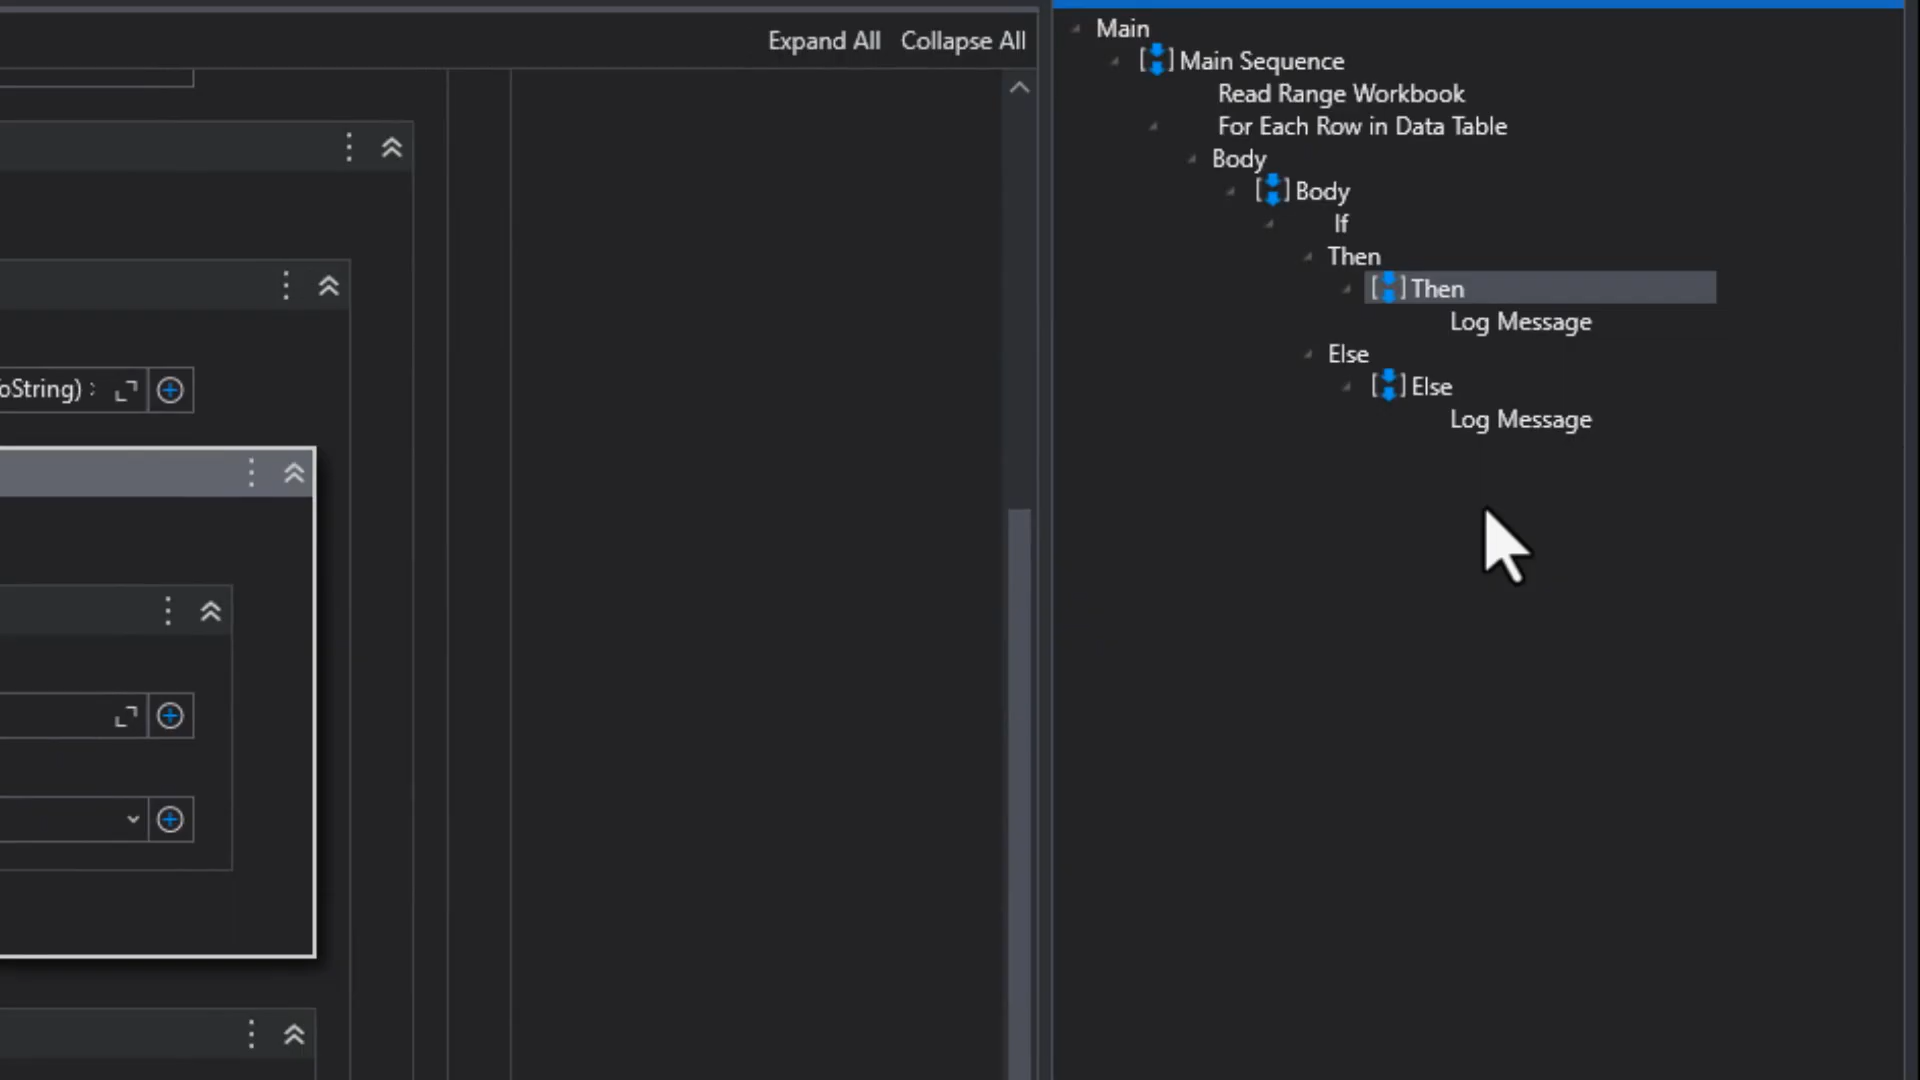 Expand All Collapse All
Main
Main Sequence
Read Range Workbook
For Each Row in Data Table
Body
Body
If
Then
Then
Log Message
Else
Else
Log Message
oString) >